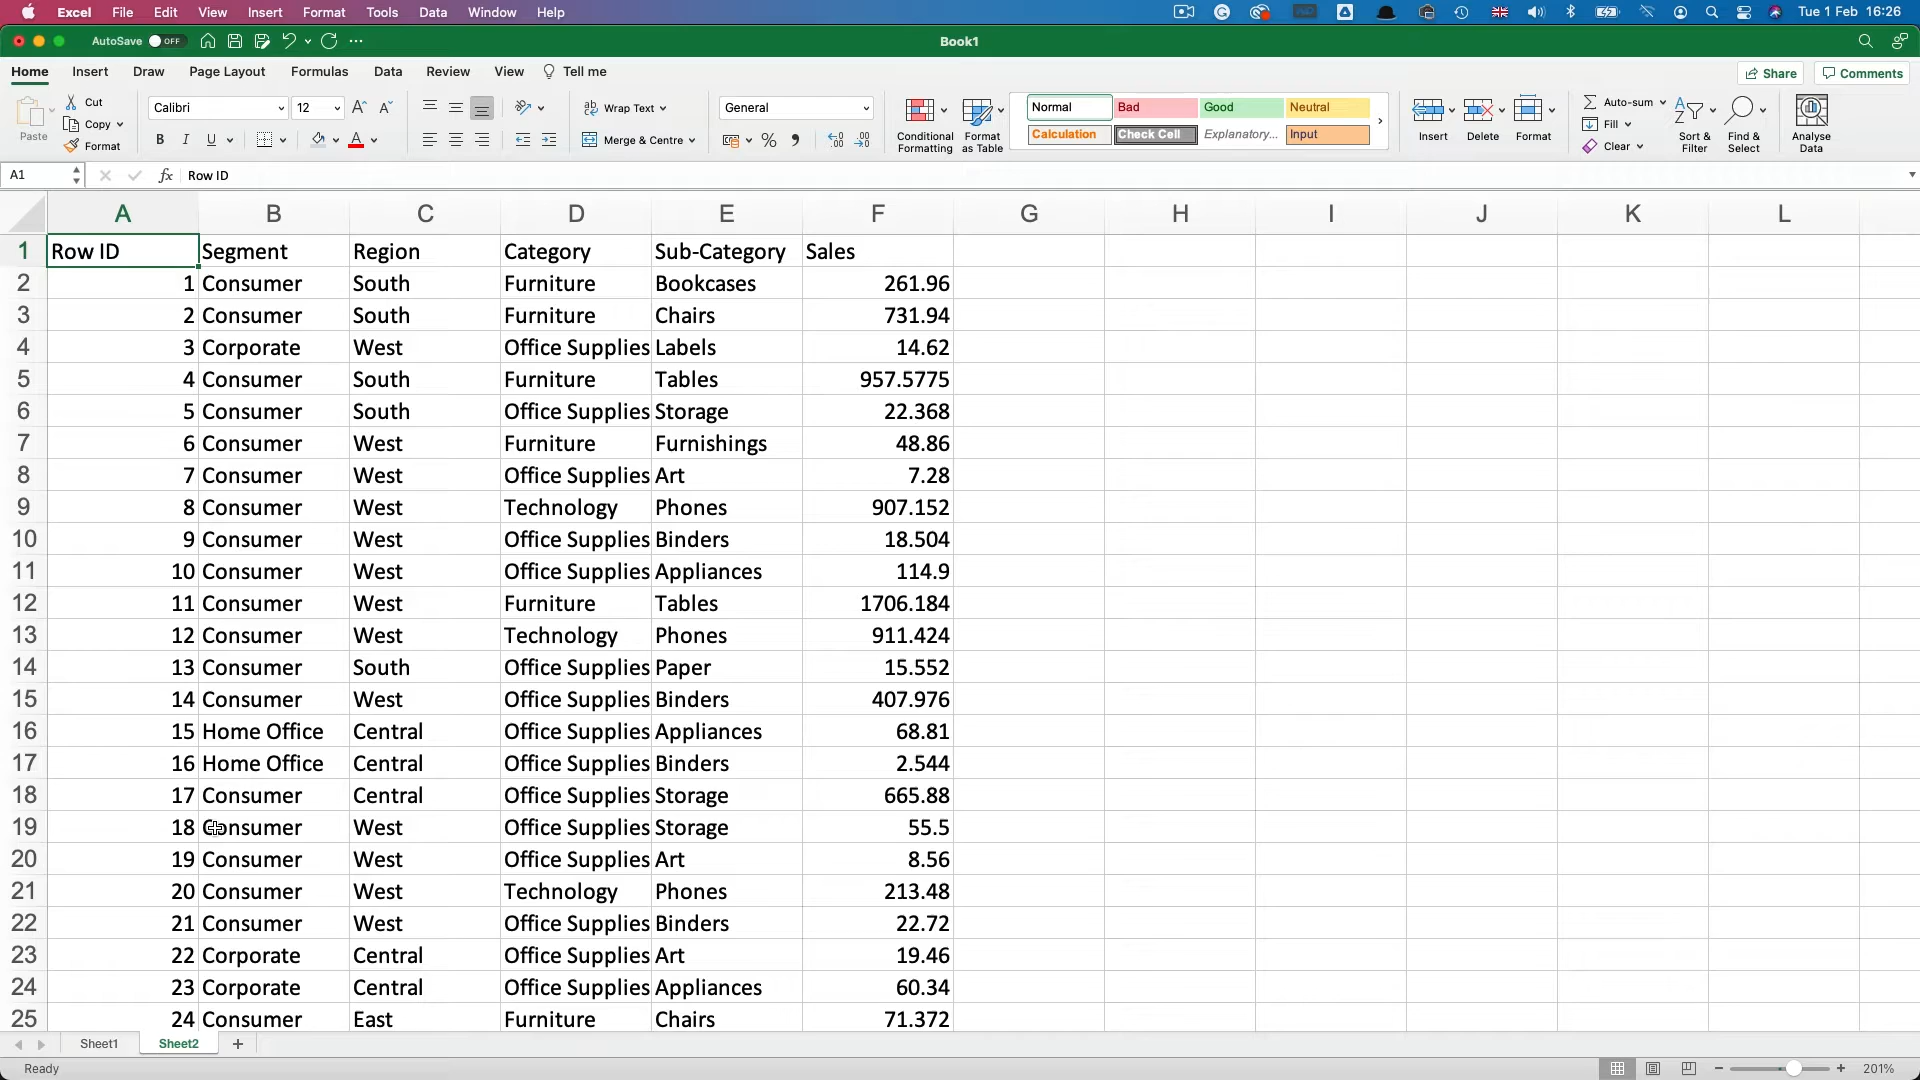 Excel File Edit View Insert Format Tools Data Window Help Tue 1 Feb 16:26
AutoSave OFF Book1
Home Insert Draw Page Layout Formulas Data Review View Tell me Share Comments
Paste Cut Copy Format
Calibri 12
B I U
Wrap Text
Merge & Centre
General
Conditional Formatting
Format as Table
Normal Bad Good Neutral
Calculation Check Cell Explanatory... Input
Insert Delete Format
Auto-sum
Fill
Clear
Sort & Filter
Find & Select
Analyse Data
A1 fx Row ID
A B C D E F G H I J K L
1 Row ID Segment Region Category Sub-Category Sales
2 1 Consumer South Furniture Bookcases 261.96
3 2 Consumer South Furniture Chairs 731.94
4 3 Corporate West Office Supplies Labels 14.62
5 4 Consumer South Furniture Tables 957.5775
6 5 Consumer South Office Supplies Storage 22.368
7 6 Consumer West Furniture Furnishings 48.86
8 7 Consumer West Office Supplies Art 7.28
9 8 Consumer West Technology Phones 907.152
10 9 Consumer West Office Supplies Binders 18.504
11 10 Consumer West Office Supplies Appliances 114.9
12 11 Consumer West Furniture Tables 1706.184
13 12 Consumer West Technology Phones 911.424
14 13 Consumer South Office Supplies Paper 15.552
15 14 Consumer West Office Supplies Binders 407.976
16 15 Home Office Central Office Supplies Appliances 68.81
17 16 Home Office Central Office Supplies Binders 2.544
18 17 Consumer Central Office Supplies Storage 665.88
19 18 Consumer West Office Supplies Storage 55.5
20 19 Consumer West Office Supplies Art 8.56
21 20 Consumer West Technology Phones 213.48
22 21 Consumer West Office Supplies Binders 22.72
23 22 Corporate Central Office Supplies Art 19.46
24 23 Corporate Central Office Supplies Appliances 60.34
25 24 Consumer East Furniture Chairs 71.372
Sheet1 Sheet2 +
Ready 201%